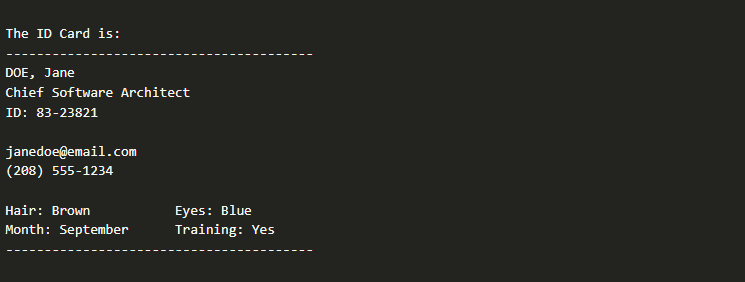 The ID Card is:
----------------------------------------
DOE, Jane
Chief Software Architect
ID: 83-23821
janedoe@email.com
(208) 555-1234
Hair: Brown           Eyes: Blue
Month: September      Training: Yes
----------------------------------------